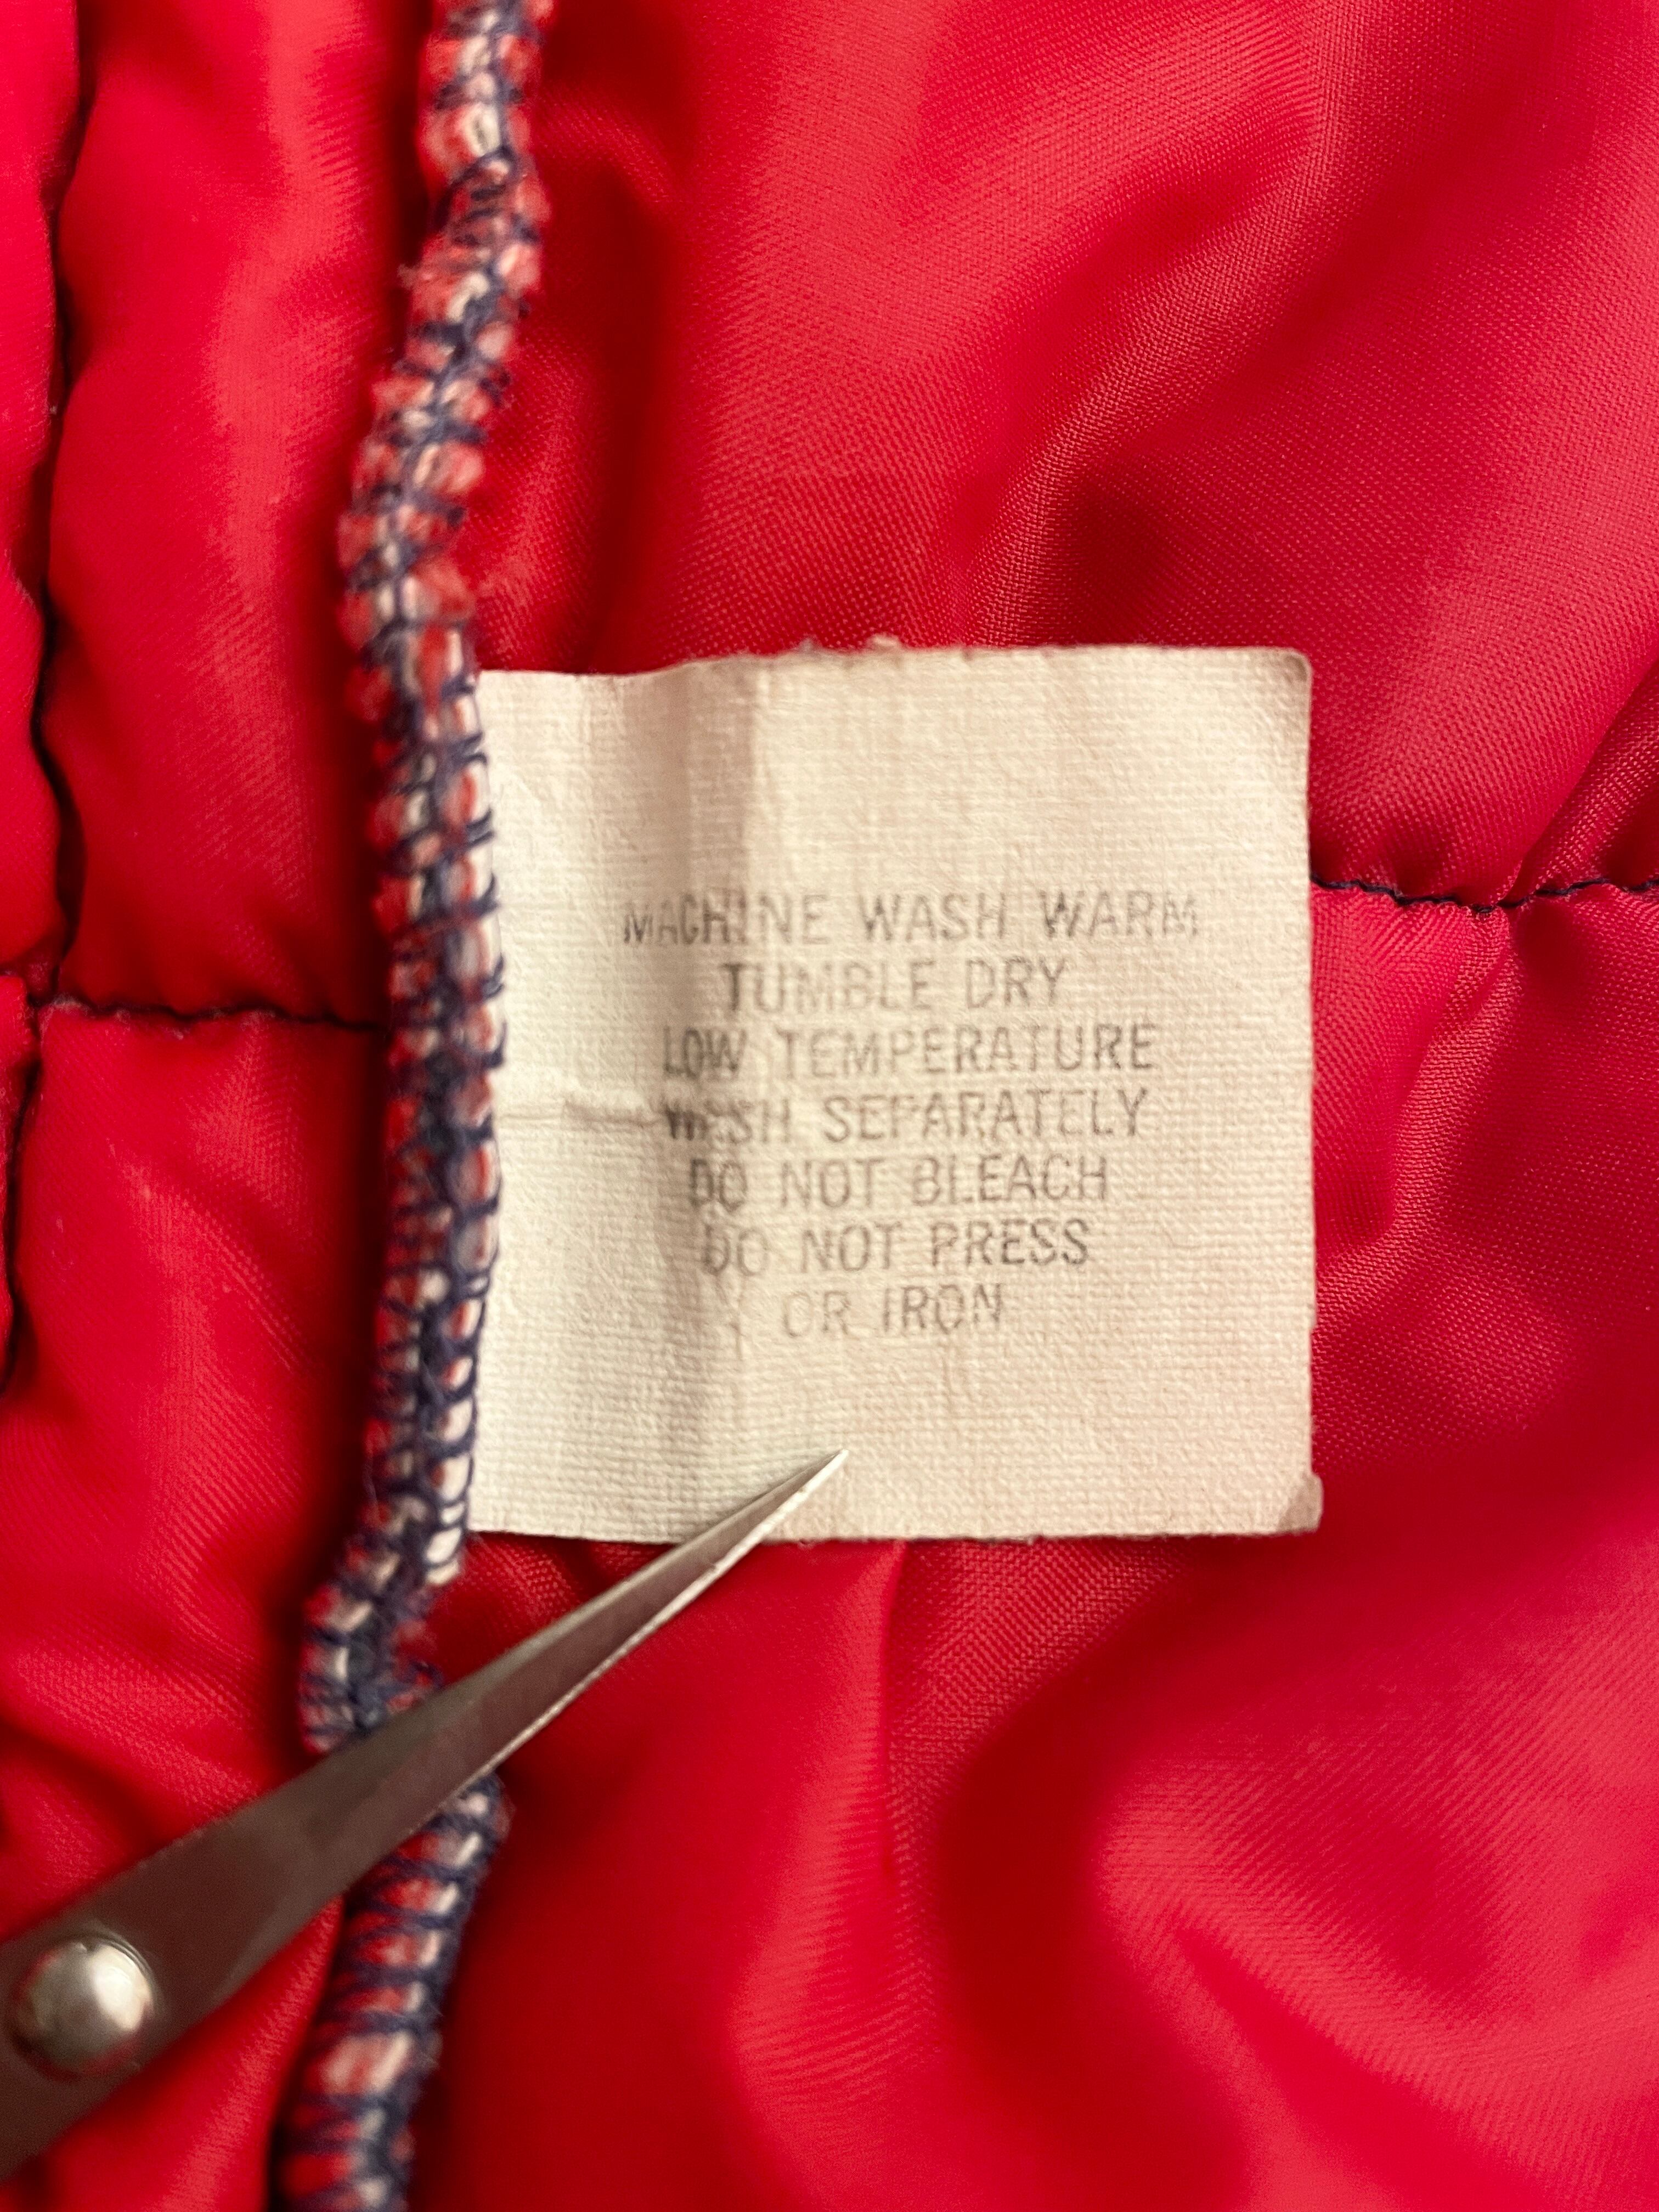 MACHINE WASH WARM
TUMBLE DRY
LOW TEMPERATURE
WASH SEPARATELY
DO NOT BLEACH
DO NOT PRESS
OR IRON